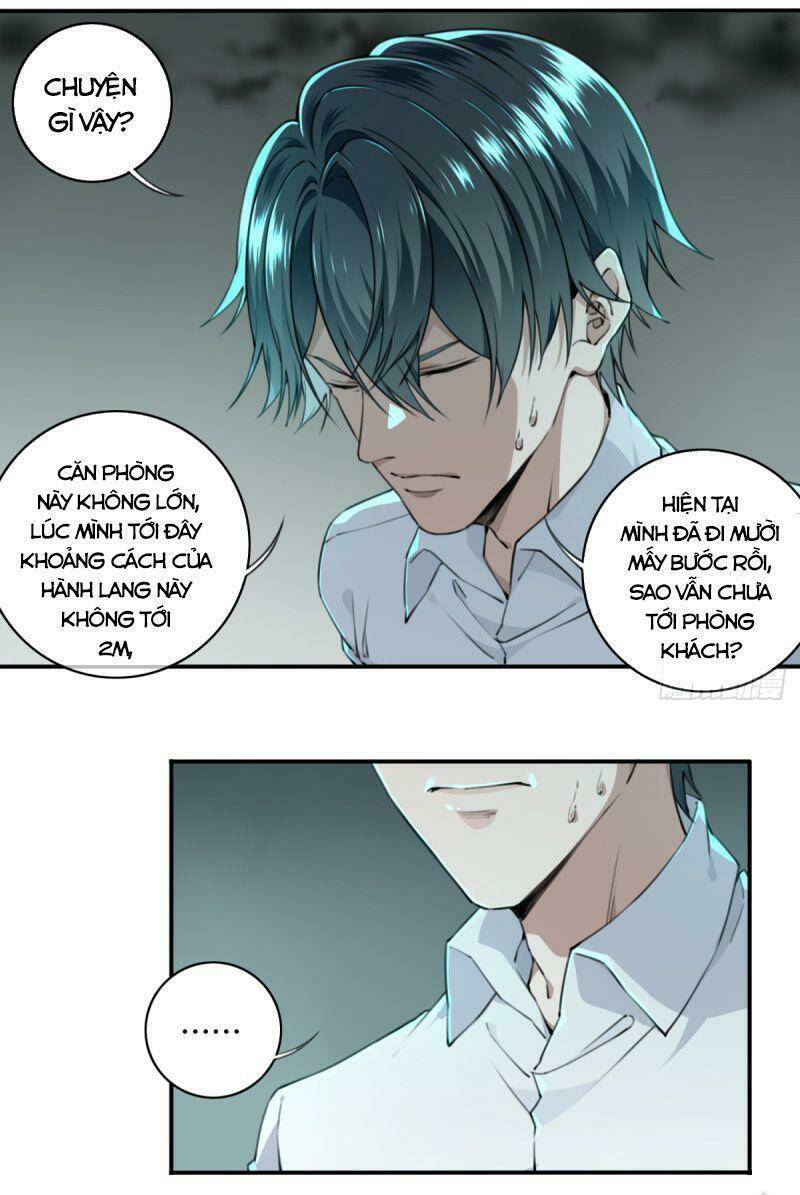 CHUYỆN
GÌ VẬY?
CĂN PHÒNG
NÀY KHÔNG LỚN,
LÚC MÌNH TỚI ĐÂY
KHOẢNG CÁCH CỦA
HÀNH LANG NÀY
KHÔNG TỚI
2M,
HIỆN TẠI
MÌNH ĐÃ ĐI MƯỜI
MẤY BƯỚC RỒI,
SAO VẪN CHƯA
TỚI PHÒNG
KHÁCH?
......